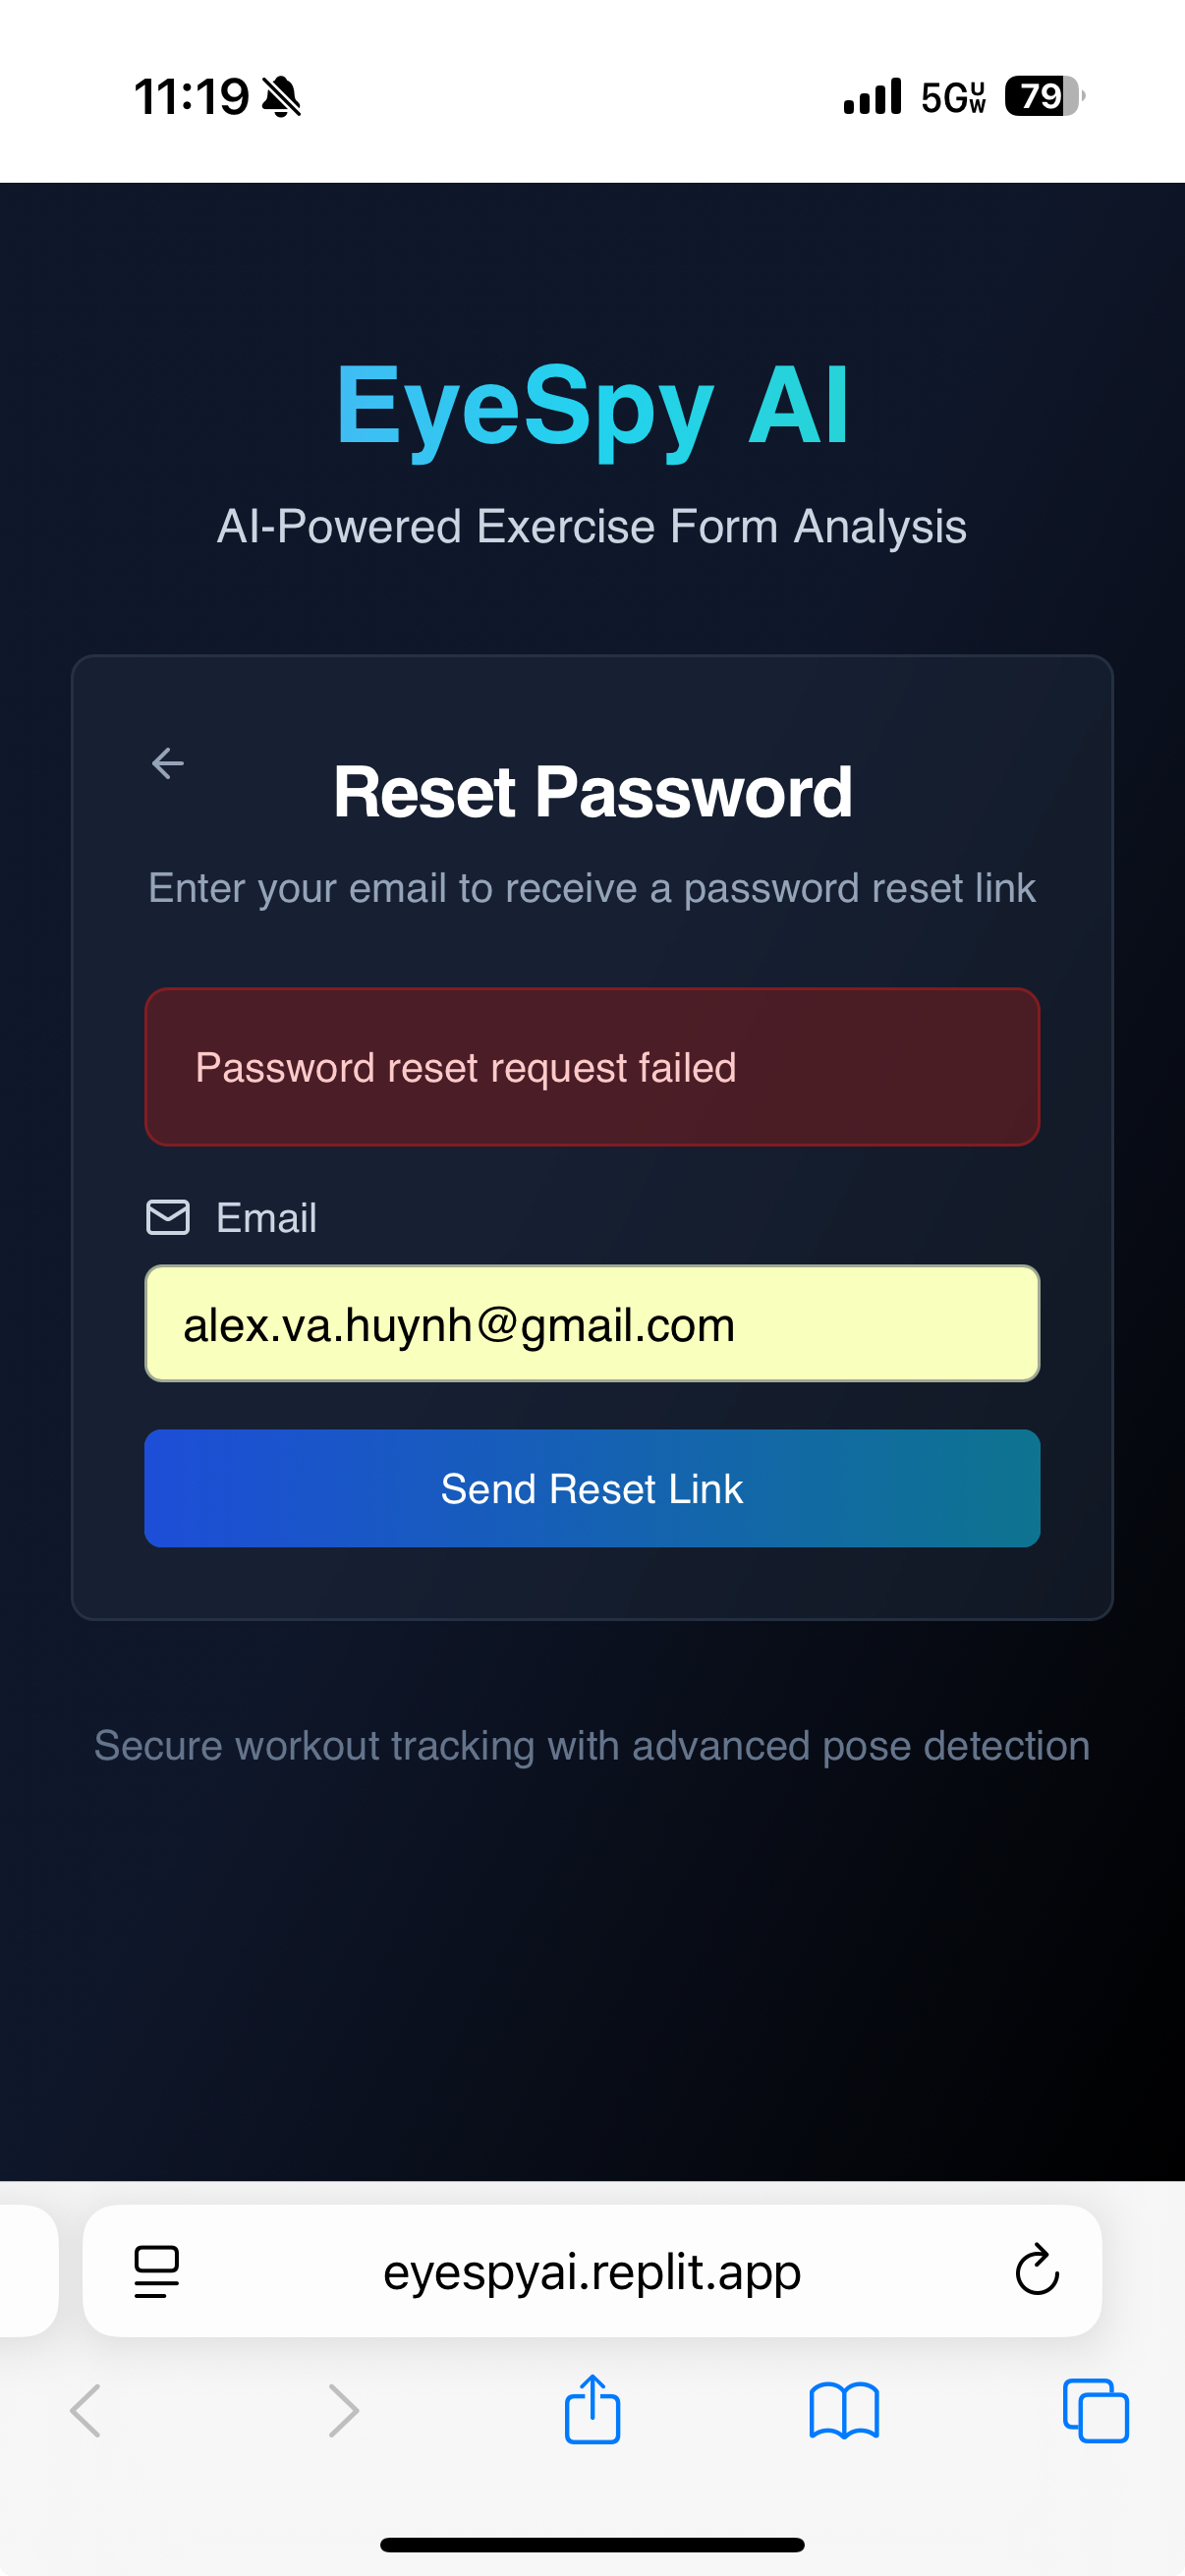 11:19
5G UW
79
EyeSpy AI
AI-Powered Exercise Form Analysis
Reset Password
Enter your email to receive a password reset link
Password reset request failed
Email
alex.va.huynh@gmail.com
Send Reset Link
Secure workout tracking with advanced pose detection
eyespyai.replit.app